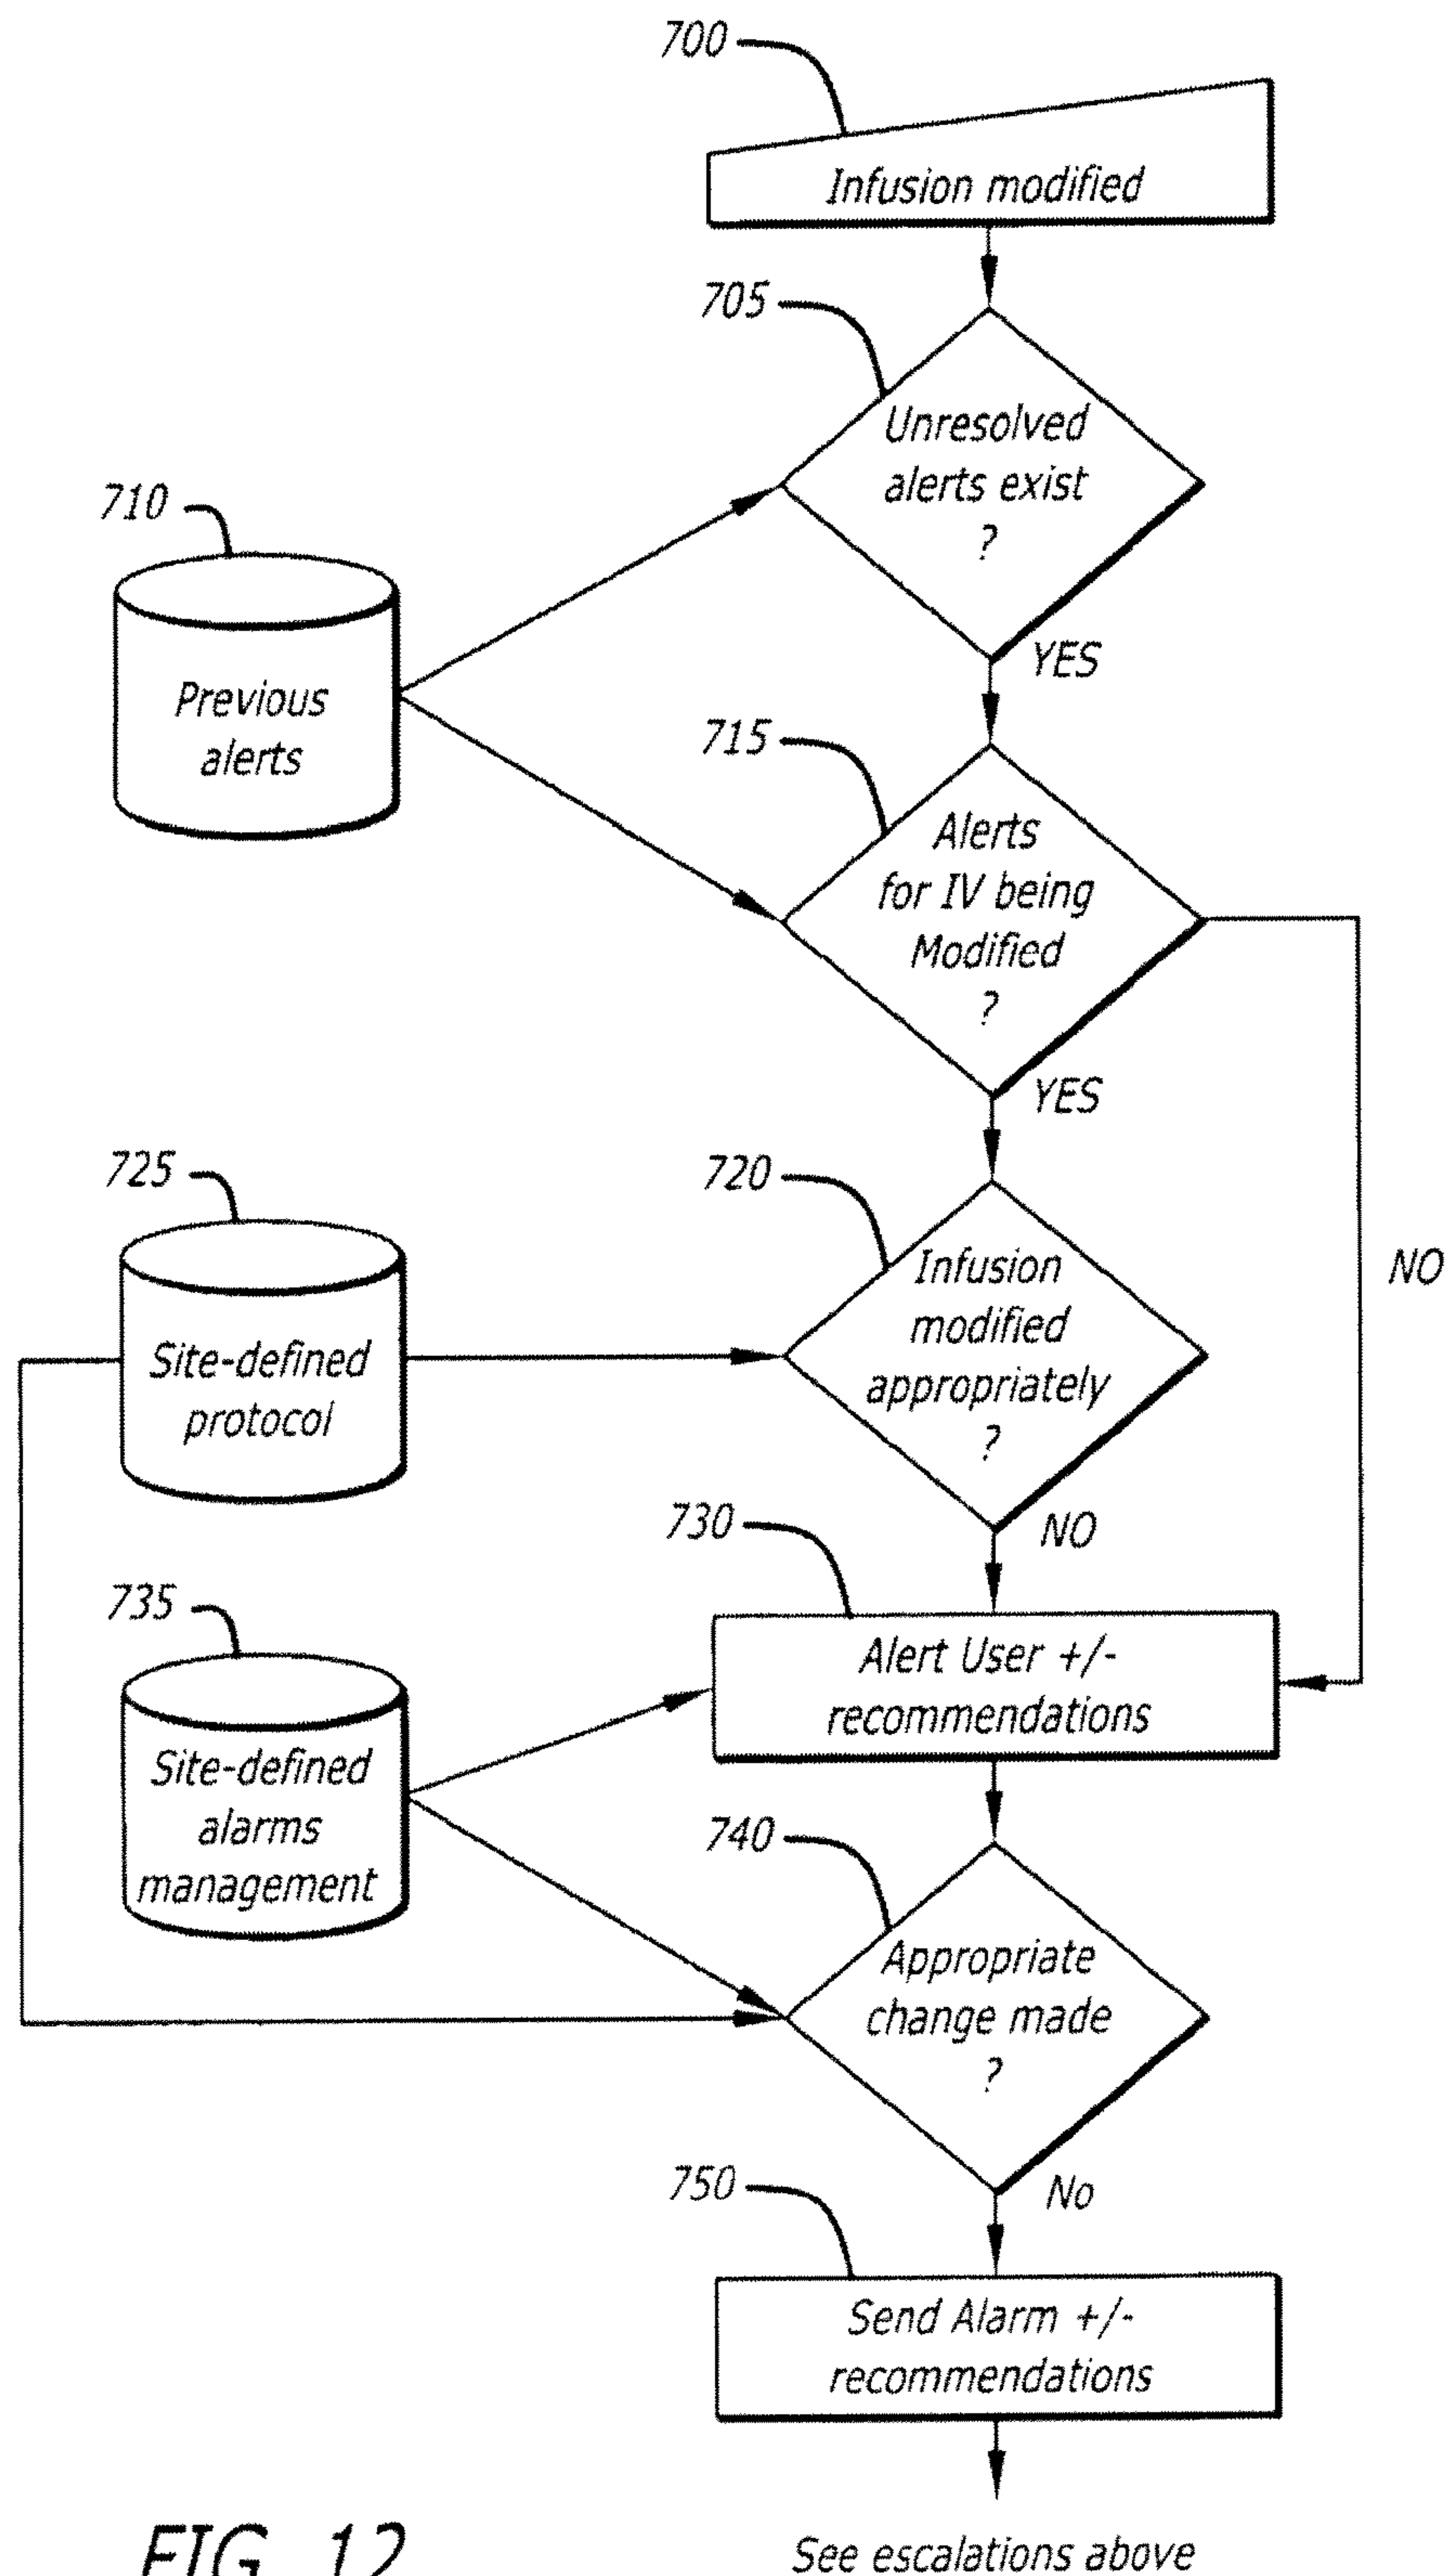 700
Infusion modified
705
Unresolved
alerts exist
?
710
YES
Previous
alerts
715
Alerts
for IV being
Modified
?
YES
725
720
Infusion
modified
appropriately
?
NO
Site-defined
protocol
730
NO
735
Alert User +/-
recommendations
Site-defined
alarms
management
740
Appropriate
change made
?
750
No
Send Alarm +/-
recommendations
FIG. 12
See escalations above